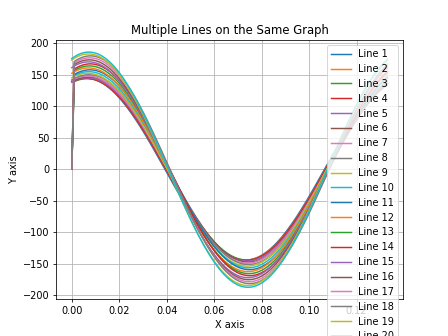 Multiple Lines on the Same Graph
Y axis
200
150
100
50
0
−50
−100
−150
−200
0.00
0.02
0.04
0.06
0.08
0.10
X axis
Line 1
Line 2
Line 3
Line 4
Line 5
Line 6
Line 7
Line 8
Line 9
Line 10
Line 11
Line 12
Line 13
Line 14
Line 15
Line 16
Line 17
Line 18
Line 19
Line 20